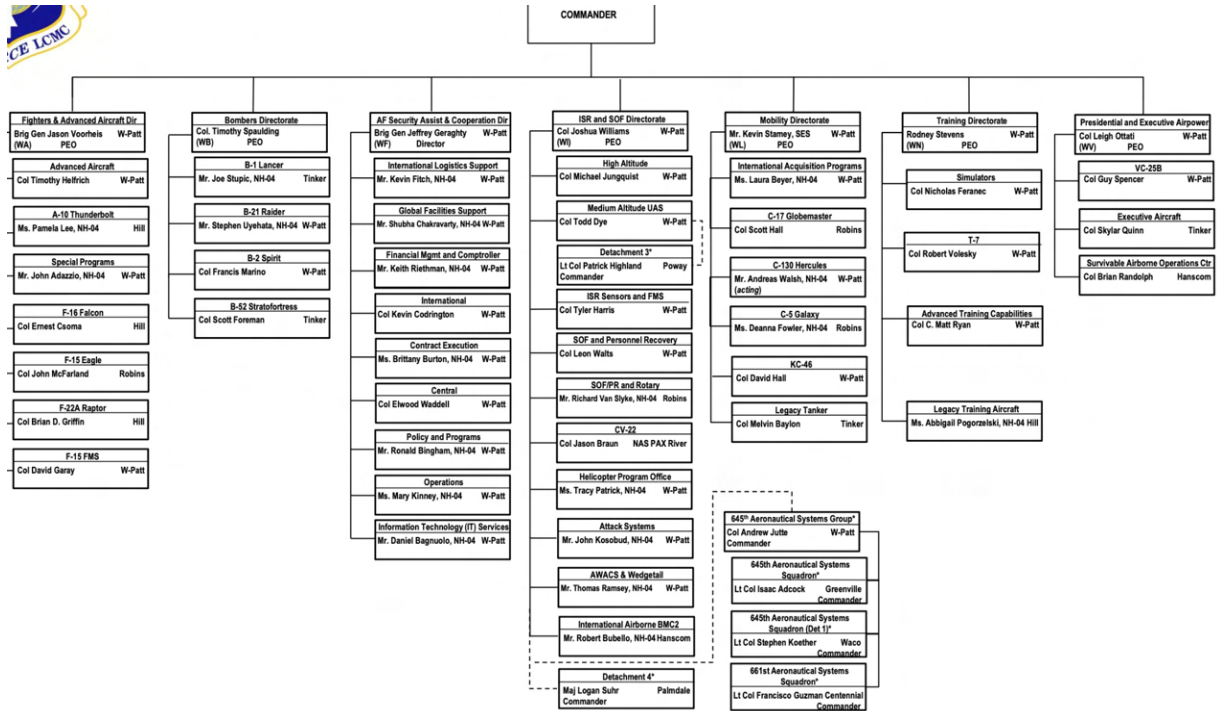 CE LCMC
COMMANDER
Fighters & Advanced Aircraft Dir
Brig Gen Jason Voorheis W-Patt
(WA) PEO
Advanced Aircraft
Col Timothy Helfrich W-Patt
A-10 Thunderbolt
Ms. Pamela Lee, NH-04 Hill
Special Programs
Mr. John Adazzio, NH-04 W-Patt
F-16 Falcon
Col Ernest Csoma Hill
F-15 Eagle
Col John McFarland Robins
F-22A Raptor
Col Brian D. Griffin Hill
F-15 FMS
Col David Garay W-Patt
Bombers Directorate
Col. Timothy Spaulding W-Patt
(WB) PEO
B-1 Lancer
Mr. Joe Stupic, NH-04 Tinker
B-21 Raider
Mr. Stephen Uyehata, NH-04 W-Patt
B-2 Spirit
Col Francis Marino W-Patt
B-52 Stratofortress
Col Scott Foreman Tinker
AF Security Assist & Cooperation Dir
Brig Gen Jeffrey Geraghty W-Patt
(WF) Director
International Logistics Support
Mr. Kevin Fitch, NH-04 W-Patt
Global Facilities Support
Mr. Shubha Chakravarty, NH-04 W-Patt
Financial Mgmt and Comptroller
Mr. Keith Riethman, NH-04 W-Patt
International
Col Kevin Codrington W-Patt
Contract Execution
Ms. Brittany Burton, NH-04 W-Patt
Central
Col Elwood Waddell W-Patt
Policy and Programs
Mr. Ronald Bingham, NH-04 W-Patt
Operations
Ms. Mary Kinney, NH-04 W-Patt
Information Technology (IT) Services
Mr. Daniel Bagnuolo, NH-04 W-Patt
ISR and SOF Directorate
Col Joshua Williams W-Patt
(WI) PEO
High Altitude
Col Michael Jungquist W-Patt
Medium Altitude UAS
Col Todd Dye W-Patt
Detachment 3*
Lt Col Patrick Highland Poway
Commander
ISR Sensors and FMS
Col Tyler Harris W-Patt
SOF and Personnel Recovery
Col Leon Walts W-Patt
SOF/PR and Rotary
Mr. Richard Van Slyke, NH-04 Robins
CV-22
Col Jason Braun NAS PAX River
Helicopter Program Office
Ms. Tracy Patrick, NH-04 W-Patt
Attack Systems
Mr. John Kosobud, NH-04 W-Patt
AWACS & Wedgetail
Mr. Thomas Ramsey, NH-04 W-Patt
International Airborne BMC2
Mr. Robert Bubello, NH-04 Hanscom
Detachment 4*
Maj Logan Suhr Palmdale
Commander
Mobility Directorate
Mr. Kevin Stamey, SES W-Patt
(WL) PEO
International Acquisition Programs
Ms. Laura Beyer, NH-04 W-Patt
C-17 Globemaster
Col Scott Hall Robins
C-130 Hercules
Mr. Andreas Walsh, NH-04 W-Patt
(acting)
C-5 Galaxy
Ms. Deanna Fowler, NH-04 Robins
KC-46
Col David Hall W-Patt
Legacy Tanker
Col Melvin Baylon Tinker
645th Aeronautical Systems Group*
Col Andrew Jutte W-Patt
Commander
645th Aeronautical Systems
Squadron*
Lt Col Isaac Adcock Greenville
Commander
645th Aeronautical Systems
Squadron (Det 1)*
Lt Col Stephen Koether Waco
Commander
661st Aeronautical Systems
Squadron*
Lt Col Francisco Guzman Centennial
Commander
Training Directorate
Rodney Stevens W-Patt
(WN) PEO
Simulators
Col Nicholas Feranec W-Patt
T-7
Col Robert Volesky W-Patt
Advanced Training Capabilities
Col C. Matt Ryan W-Patt
Legacy Training Aircraft
Ms. Abbigail Pogorzelski, NH-04 Hill
Presidential and Executive Airpower
Col Leigh Ottati W-Patt
(WV) PEO
VC-25B
Col Guy Spencer W-Patt
Executive Aircraft
Col Skylar Quinn Tinker
Survivable Airborne Operations Ctr
Col Brian Randolph Hanscom